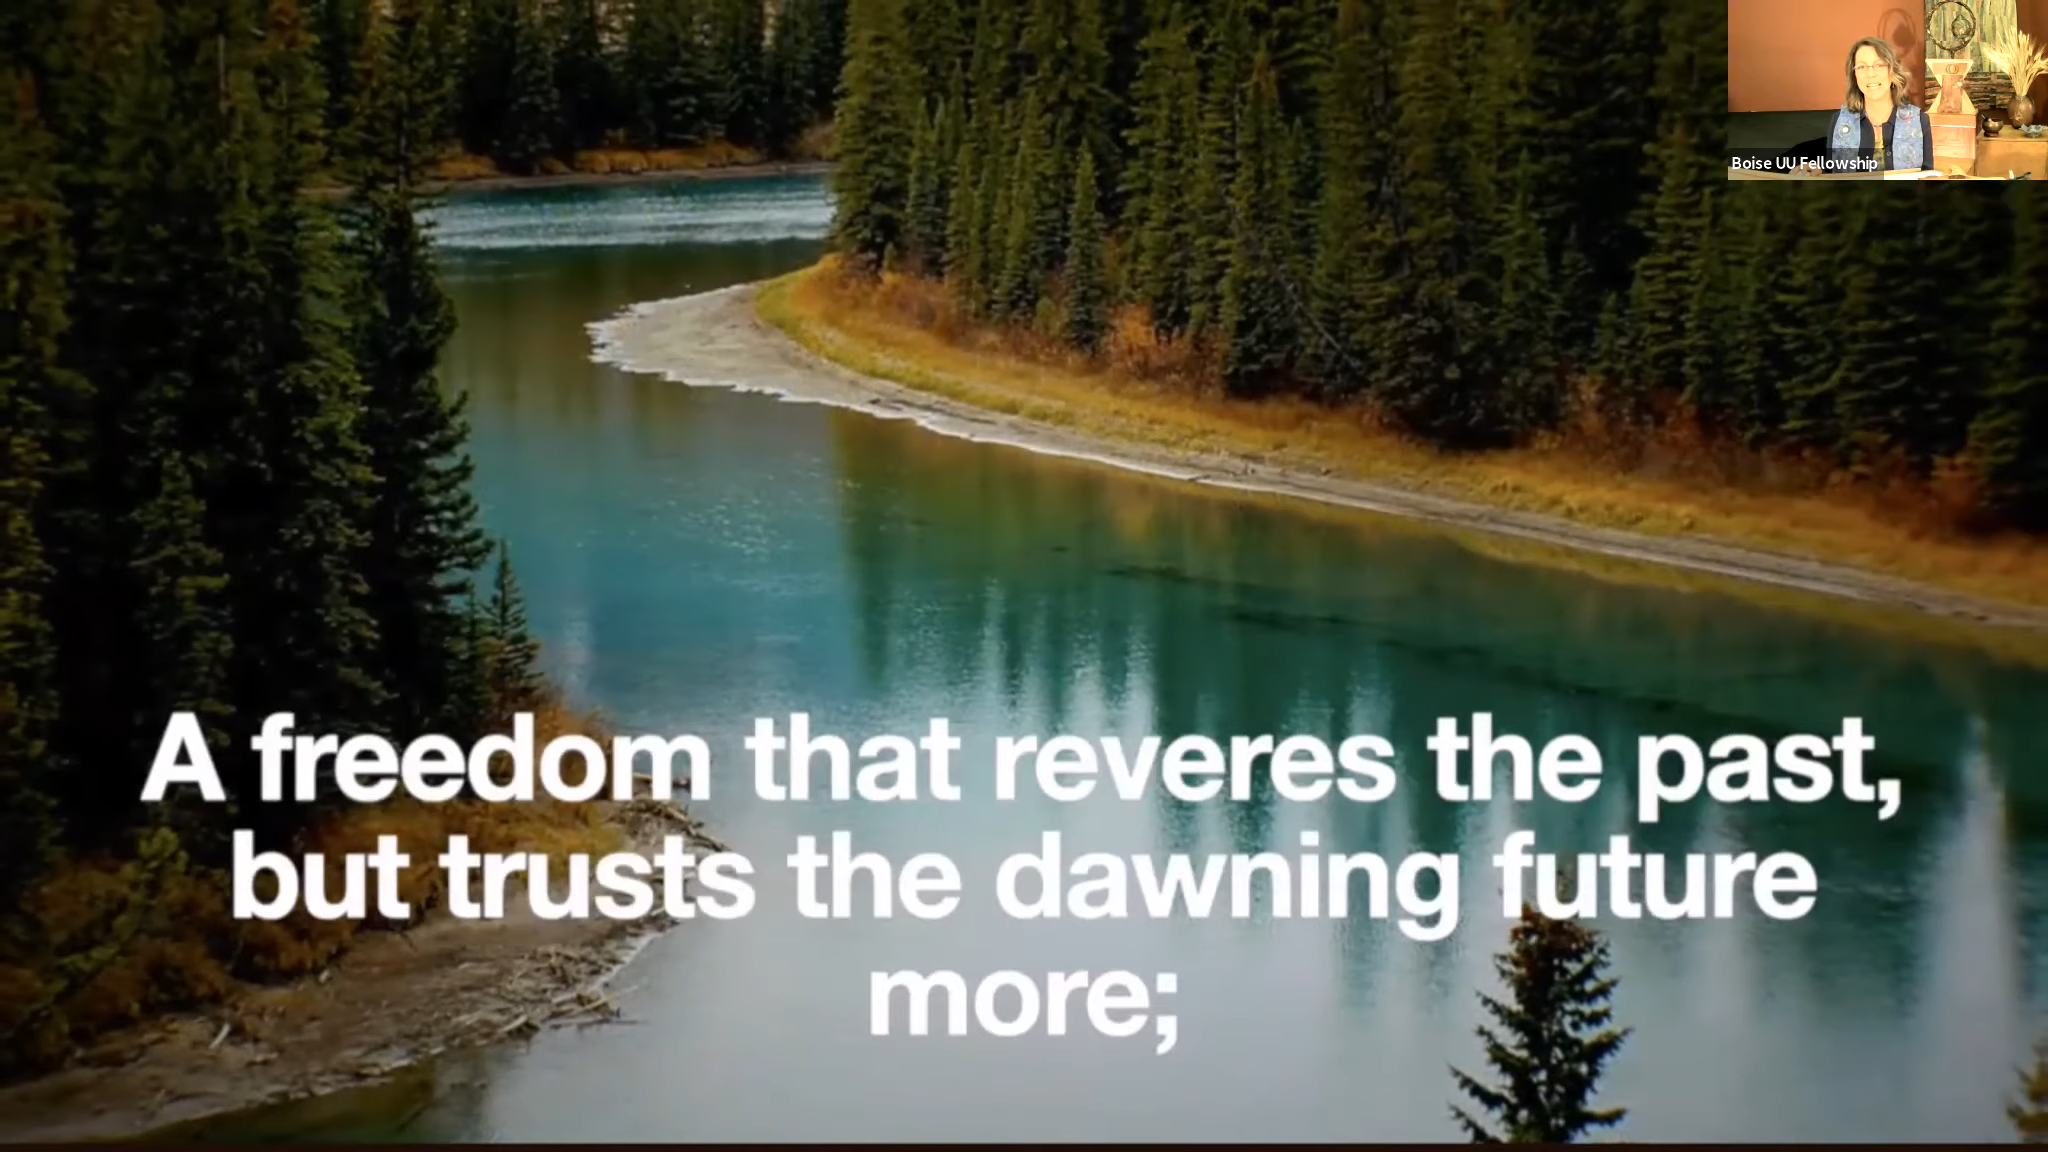 Boise UU Fellowship
A freedom that reveres the past,
but trusts the dawning future
more;